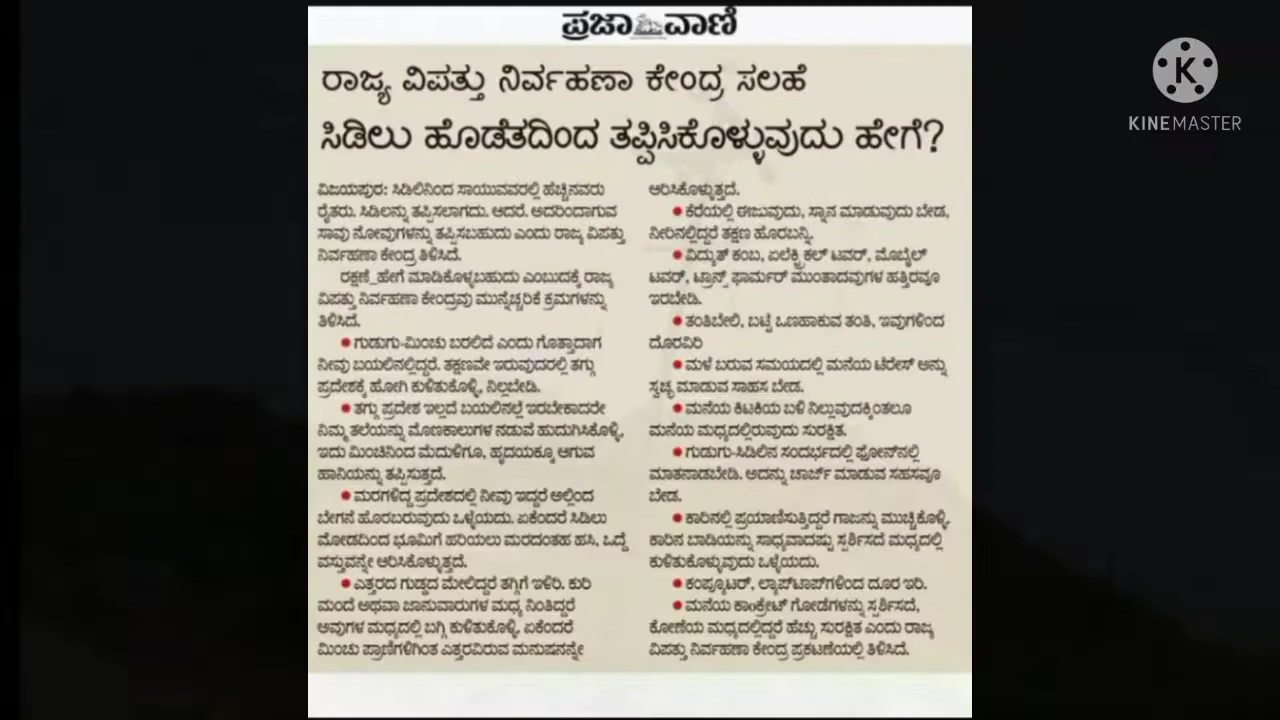 ಪ್ರಜಾವಾಣಿ
ರಾಜ್ಯ ವಿಪತ್ತು ನಿರ್ವಹಣಾ ಕೇಂದ್ರ ಸಲಹೆ
ಸಿಡಿಲು ಹೊಡೆತದಿಂದ ತಪ್ಪಿಸಿಕೊಳ್ಳುವುದು ಹೇಗೆ?
ವಿಜಯಪುರ: ಸಿಡಿಲಿನಿಂದ ಸಾಯುವವರಲ್ಲಿ ಹೆಚ್ಚಿನವರು
ರೈತರು. ಸಿಡಿಲನ್ನು ತಪ್ಪಿಸಲಾಗದು. ಆದರೆ. ಅದರಿಂದಾಗುವ
ಸಾವು ನೋವುಗಳನ್ನು ತಪ್ಪಿಸಬಹುದು ಎಂದು ರಾಜ್ಯ ವಿಪತ್ತು
ನಿರ್ವಹಣಾ ಕೇಂದ್ರ ತಿಳಿಸಿದೆ.
ರಕ್ಷಣೆ_ಹೇಗೆ ಮಾಡಿಕೊಳ್ಳಬಹುದು ಎಂಬುದಕ್ಕೆ ರಾಜ್ಯ
ವಿಪತ್ತು ನಿರ್ವಹಣಾ ಕೇಂದ್ರವು ಮುನ್ನೆಚ್ಚರಿಕೆ ಕ್ರಮಗಳನ್ನು
ತಿಳಿಸಿದೆ.
● ಗುಡುಗು-ಮಿಂಚು ಬರಲಿದೆ ಎಂದು ಗೊತ್ತಾದಾಗ
ನೀವು ಬಯಲಿನಲ್ಲಿದ್ದರೆ. ತಕ್ಷಣವೇ ಇರುವುದರಲ್ಲಿ ತಗ್ಗು
ಪ್ರದೇಶಕ್ಕೆ ಹೋಗಿ ಕುಳಿತುಕೊಳ್ಳಿ, ನಿಲ್ಲಬೇಡಿ.
● ತಗ್ಗು ಪ್ರದೇಶ ಇಲ್ಲದೆ ಬಯಲಿನಲ್ಲೆ ಇರಬೇಕಾದರೇ
ನಿಮ್ಮ ತಲೆಯನ್ನು ಮೊಣಕಾಲುಗಳ ನಡುವೆ ಹುದುಗಿಸಿಕೊಳ್ಳಿ,
ಇದು ಮಿಂಚಿನಿಂದ ಮೆದುಳಿಗೂ, ಹೃದಯಕ್ಕೂ ಆಗುವ
ಹಾನಿಯನ್ನು ತಪ್ಪಿಸುತ್ತದೆ.
● ಮರಗಳಿದ್ದ ಪ್ರದೇಶದಲ್ಲಿ ನೀವು ಇದ್ದರೆ ಅಲ್ಲಿಂದ
ಬೇಗನೆ ಹೊರಬರುವುದು ಒಳ್ಳೆಯದು. ಏಕೆಂದರೆ ಸಿಡಿಲು
ಮೋಡದಿಂದ ಭೂಮಿಗೆ ಹರಿಯಲು ಮರದಂತಹ ಹಸಿ, ಒದ್ದೆ
ವಸ್ತುವನ್ನೇ ಆರಿಸಿಕೊಳ್ಳುತ್ತದೆ.
● ಎತ್ತರದ ಗುಡ್ಡದ ಮೇಲಿದ್ದರೆ ತಗ್ಗಿಗೆ ಇಳಿರಿ. ಕುರಿ
ಮಂದೆ ಅಥವಾ ಜಾನುವಾರುಗಳ ಮಧ್ಯ ನಿಂತಿದ್ದರೆ
ಅವುಗಳ ಮಧ್ಯದಲ್ಲಿ ಬಗ್ಗಿ ಕುಳಿತುಕೊಳ್ಳಿ, ಏಕೆಂದರೆ
ಮಿಂಚು ಪ್ರಾಣಿಗಳಿಗಿಂತ ಎತ್ತರವಿರುವ ಮನುಷನನ್ನೇ
ಆರಿಸಿಕೊಳ್ಳುತ್ತದೆ.
● ಕೆರೆಯಲ್ಲಿ ಈಜುವುದು, ಸ್ನಾನ ಮಾಡುವುದು ಬೇಡ,
ನೀರಿನಲ್ಲಿದ್ದರೆ ತಕ್ಷಣ ಹೊರಬನ್ನಿ.
● ವಿದ್ಯುತ್ ಕಂಬ, ಏಲೆಕ್ಟ್ರಿಕಲ್ ಟವರ್, ಮೊಬೈಲ್
ಟವರ್, ಟ್ರಾನ್ಸ್ ಫಾರ್ಮರ್ ಮುಂತಾದವುಗಳ ಹತ್ತಿರವೂ
ಇರಬೇಡಿ.
● ತಂತಿಬೇಲಿ, ಬಟ್ಟೆ ಒಣಹಾಕುವ ತಂತಿ, ಇವುಗಳಿಂದ
ದೂರವಿರಿ
● ಮಳೆ ಬರುವ ಸಮಯದಲ್ಲಿ ಮನೆಯ ಟೆರೇಸ್ ಅನ್ನು
ಸ್ವಚ್ಛ ಮಾಡುವ ಸಾಹಸ ಬೇಡ.
● ಮನೆಯ ಕಿಟಕಿಯ ಬಳಿ ನಿಲ್ಲುವುದಕ್ಕಿಂತಲೂ
ಮನೆಯ ಮಧ್ಯದಲ್ಲಿರುವುದು ಸುರಕ್ಷಿತ.
● ಗುಡುಗು-ಸಿಡಿಲಿನ ಸಂದರ್ಭದಲ್ಲಿ ಫೋನ್‌ನಲ್ಲಿ
ಮಾತನಾಡಬೇಡಿ. ಅದನ್ನು ಚಾರ್ಜ್ ಮಾಡುವ ಸಹಸವೂ
ಬೇಡ.
● ಕಾರಿನಲ್ಲಿ ಪ್ರಯಾಣಿಸುತ್ತಿದ್ದರೆ ಗಾಜನ್ನು ಮುಚ್ಚಿಕೊಳ್ಳಿ.
ಕಾರಿನ ಬಾಡಿಯನ್ನು ಸಾಧ್ಯವಾದಷ್ಟು ಸ್ಪರ್ಶಿಸದೆ ಮಧ್ಯದಲ್ಲಿ
ಕುಳಿತುಕೊಳ್ಳುವುದು ಒಳ್ಳೆಯದು.
● ಕಂಪ್ಯೂಟರ್, ಲ್ಯಾಪ್‌ಟಾಪ್‌ಗಳಿಂದ ದೂರ ಇರಿ.
● ಮನೆಯ ಕಾಂಕ್ರೇಟ್ ಗೋಡೆಗಳನ್ನು ಸ್ಪರ್ಶಿಸದೆ,
ಕೋಣೆಯ ಮಧ್ಯದಲ್ಲಿದ್ದರೆ ಹೆಚ್ಚು ಸುರಕ್ಷಿತ ಎಂದು ರಾಜ್ಯ
ವಿಪತ್ತು ನಿರ್ವಹಣಾ ಕೇಂದ್ರ ಪ್ರಕಟಣೆಯಲ್ಲಿ ತಿಳಿಸಿದೆ.
K
KINEMASTER